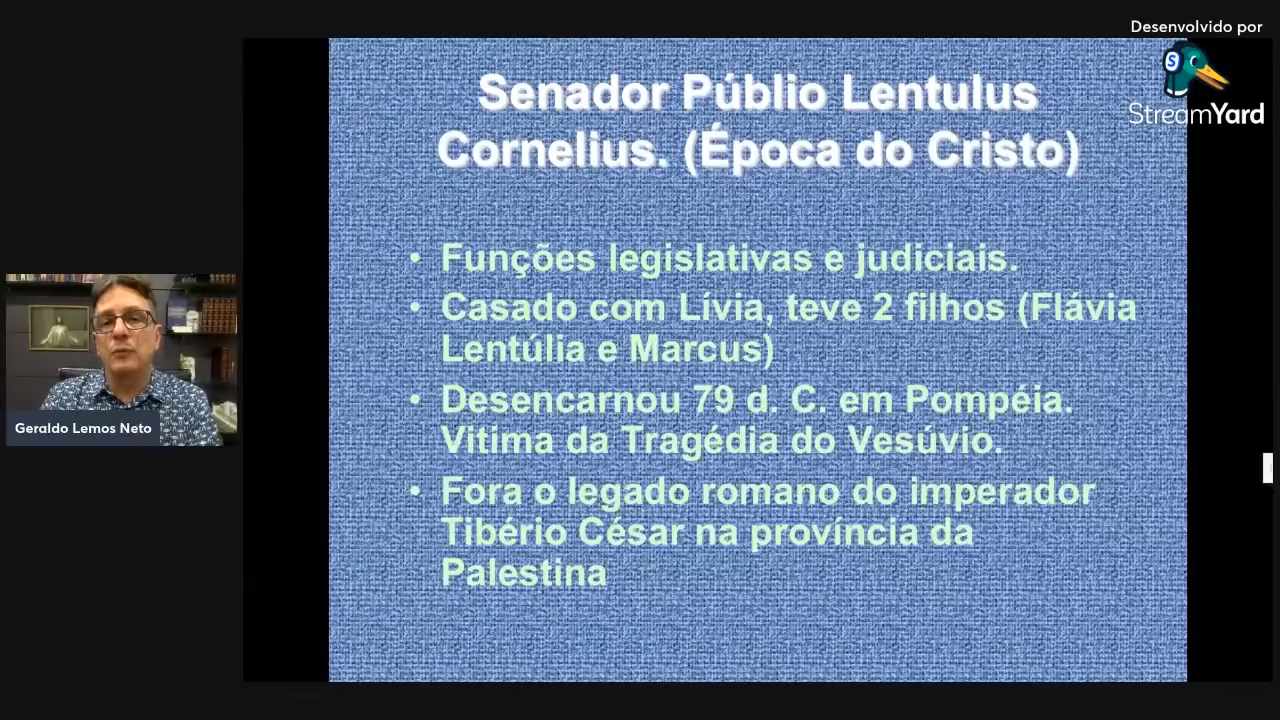 Desenvolvido por
StreamYard
Senador Públio Lentulus
Cornelius. (Época do Cristo)
• Funções legislativas e judiciais.
• Casado com Lívia, teve 2 filhos (Flávia
Lentúlia e Marcus)
• Desencarnou 79 d. C. em Pompéia.
Vitima da Tragédia do Vesúvio.
• Fora o legado romano do imperador
Tibério César na província da
Palestina
Geraldo Lemos Neto